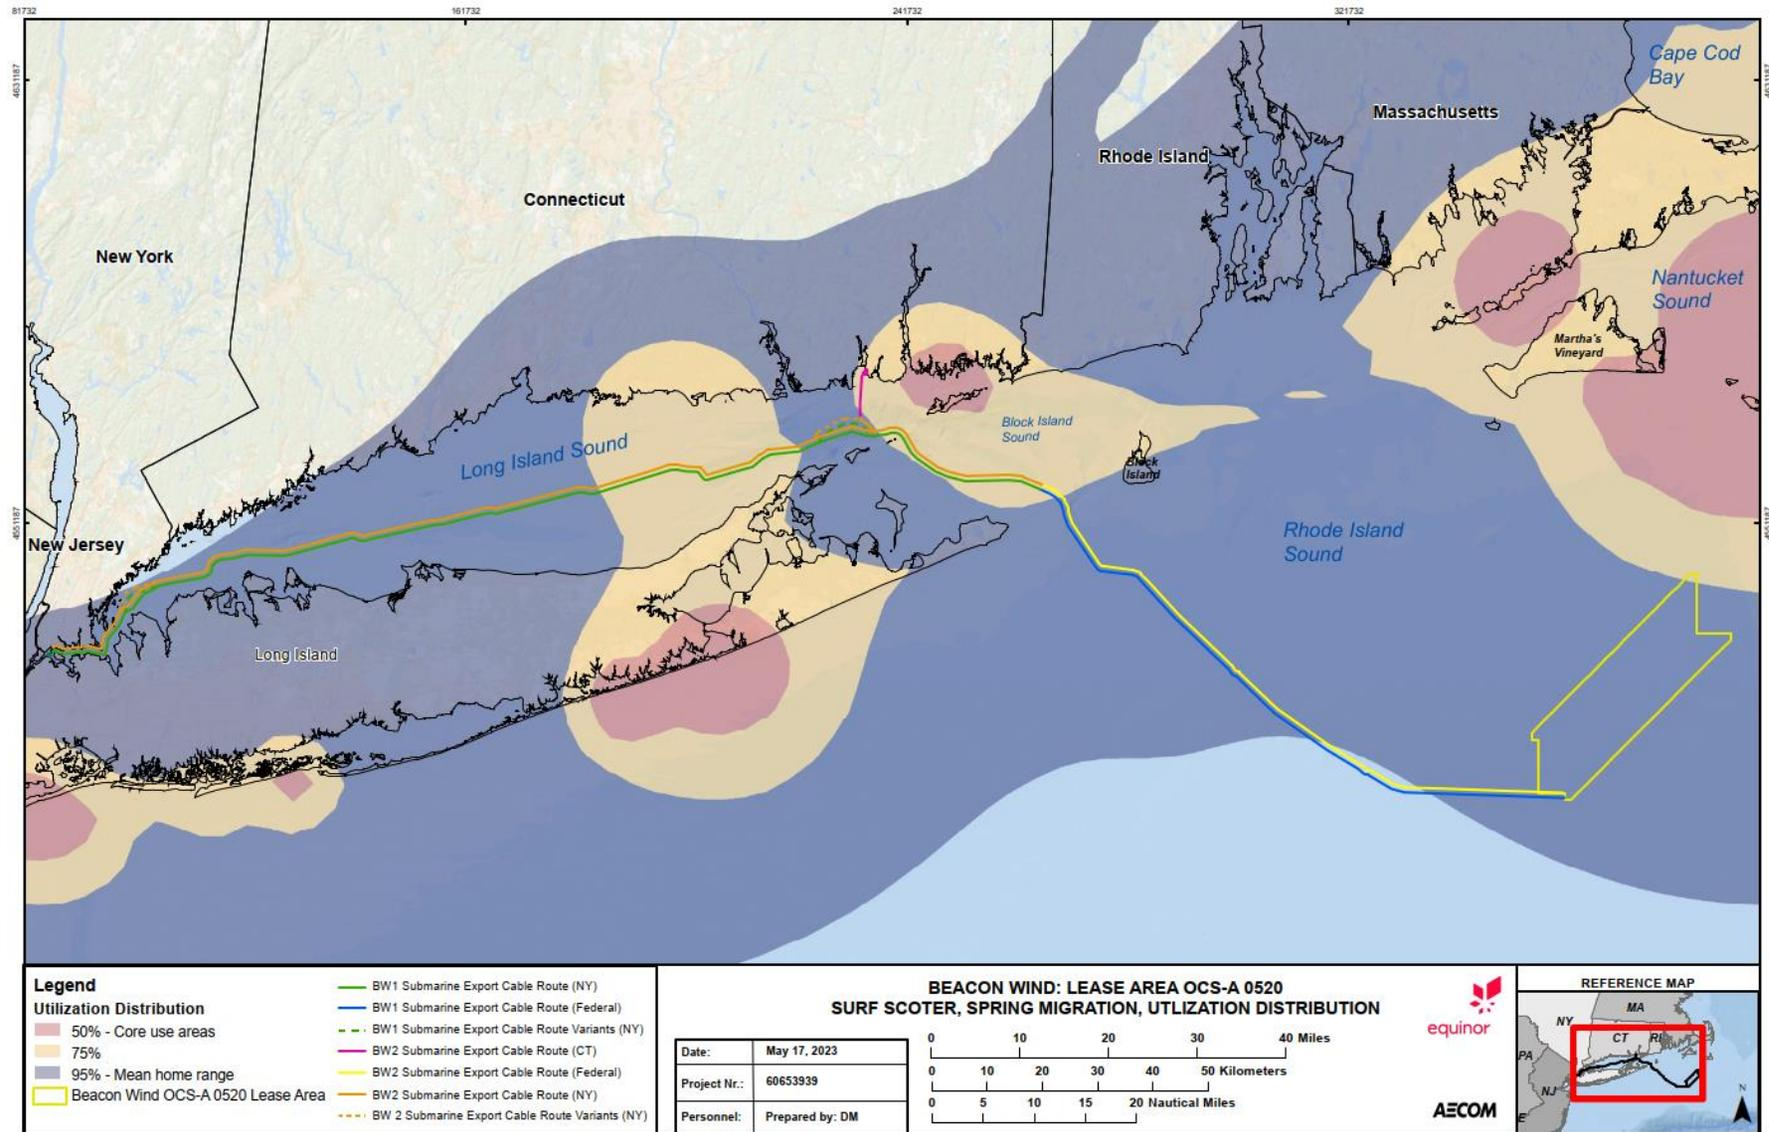 81732
161732
241732
321732
4631187
4631187
Cape Cod
Bay
Massachusetts
Rhode Island
Connecticut
New York
Nantucket
Sound
Martha's
Vineyard
Block Island
Sound
Long Island Sound
Block
Island
4551187
4551187
Rhode Island
Sound
New Jersey
Long Island
Legend
Utilization Distribution
50% - Core use areas
75%
95% - Mean home range
Beacon Wind OCS-A 0520 Lease Area
BW1 Submarine Export Cable Route (NY)
BW1 Submarine Export Cable Route (Federal)
BW1 Submarine Export Cable Route Variants (NY)
BW2 Submarine Export Cable Route (CT)
BW2 Submarine Export Cable Route (Federal)
BW2 Submarine Export Cable Route (NY)
BW 2 Submarine Export Cable Route Variants (NY)
BEACON WIND: LEASE AREA OCS-A 0520
SURF SCOTER, SPRING MIGRATION, UTLIZATION DISTRIBUTION
Date: May 17, 2023
Project Nr.: 60653939
Personnel: Prepared by: DM
0 10 20 30 40 Miles
0 10 20 30 40 50 Kilometers
0 5 10 15 20 Nautical Miles
equinor
AECOM
REFERENCE MAP
MA
NY
CT RI
PA
NJ
E
N